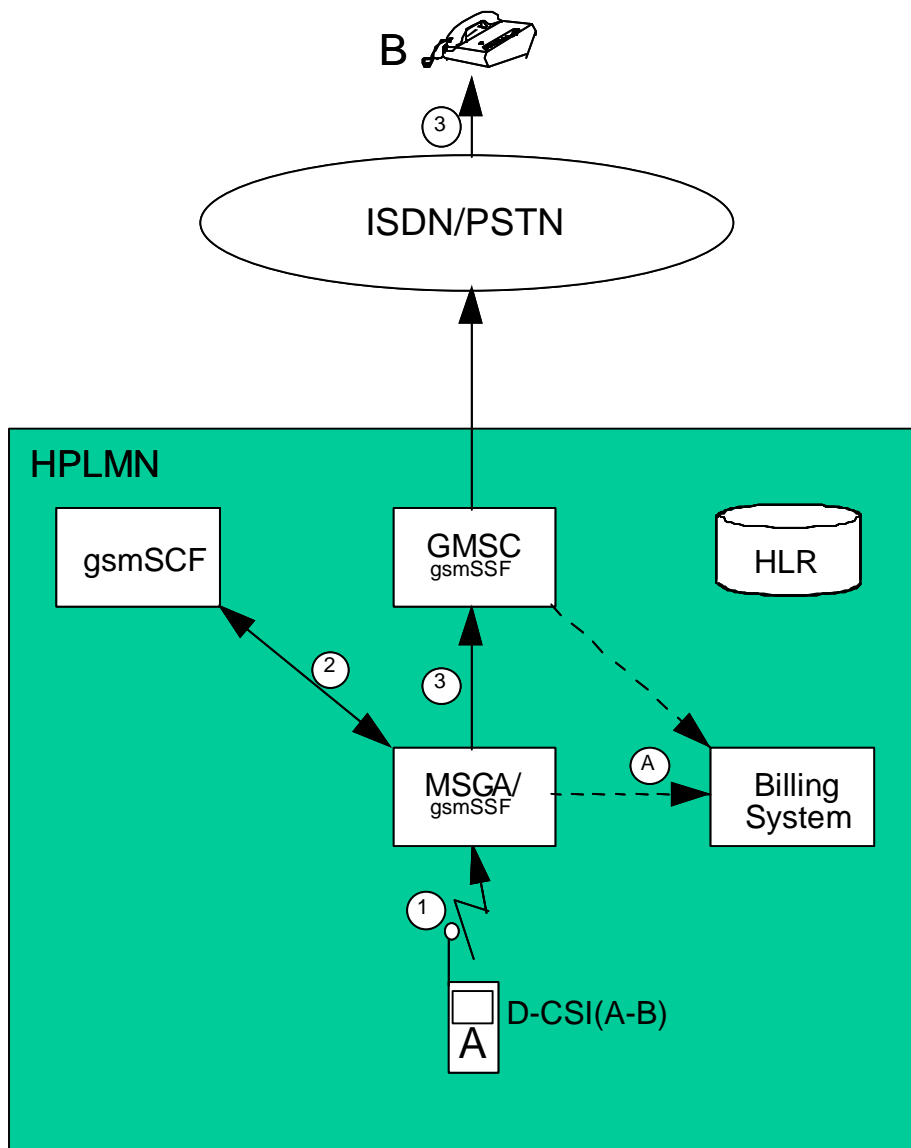 B
3
ISDN/PSTN
HPLMN
gsmSCF
GMSC
gsmSSF
HLR
2
3
MSCA/
gsmSSF
A
Billing
System
1
D-CSI(A-B)
A